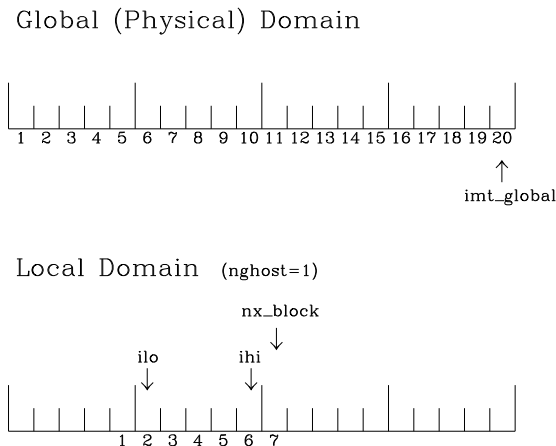 Global (Physical) Domain
1 2 3 4 5 6 7 8 9 10 11 12 13 14 15 16 17 18 19 20
imt_global
Local Domain (nghost=1)
nx_block
ilo ihi
1 2 3 4 5 6 7